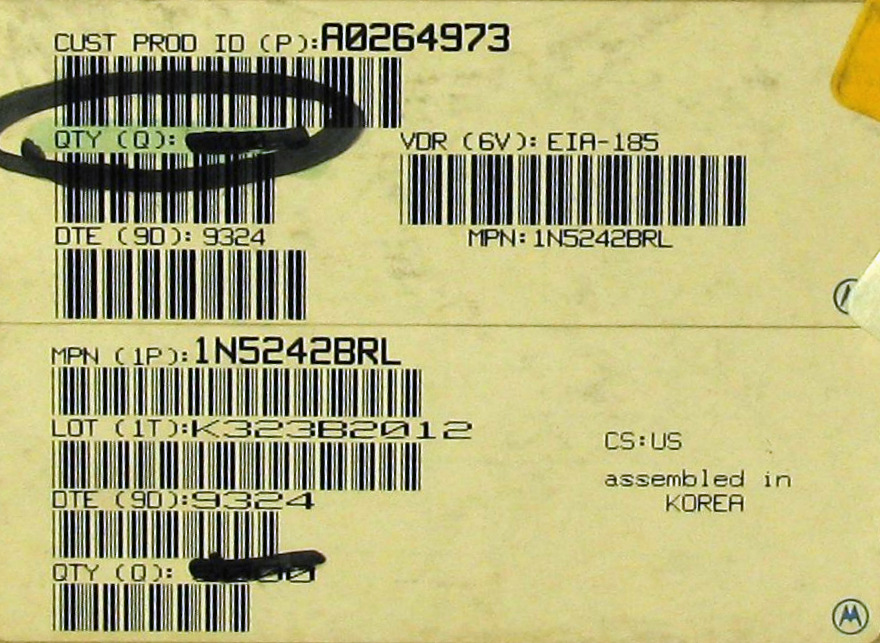 CUST PROD ID (P):A0264973
QTY (Q):
VDR (6V): EIA-185
DTE (9D): 9324
MPN:1N5242BRL
MPN (1P):1N5242BRL
LOT (1T):K323B2012
CS:US
assembled in
KOREA
DTE (9D):9324
QTY (Q):